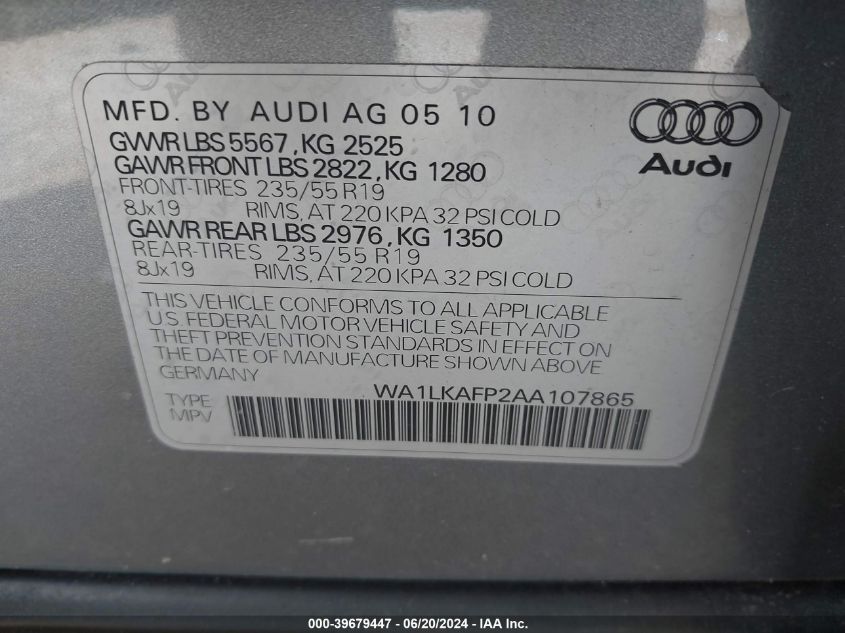 MFD. BY AUDI AG 05 10
Audi
GVWR LBS 5567, KG 2525
GAWR FRONT LBS 2822, KG 1280
FRONT-TIRES 235/55 R19
8Jx19 RIMS, AT 220 KPA 32 PSI COLD
GAWR REAR LBS 2976, KG 1350
REAR-TIRES 235/55 R19
8Jx19 RIMS, AT 220 KPA 32 PSI COLD
THIS VEHICLE CONFORMS TO ALL APPLICABLE
U.S. FEDERAL MOTOR VEHICLE SAFETY AND
THEFT PREVENTION STANDARDS IN EFFECT ON
THE DATE OF MANUFACTURE SHOWN ABOVE
GERMANY
WA1LKAFP2AA107865
TYPE
MPV
000-39679447 - 06/20/2024 - IAA Inc.